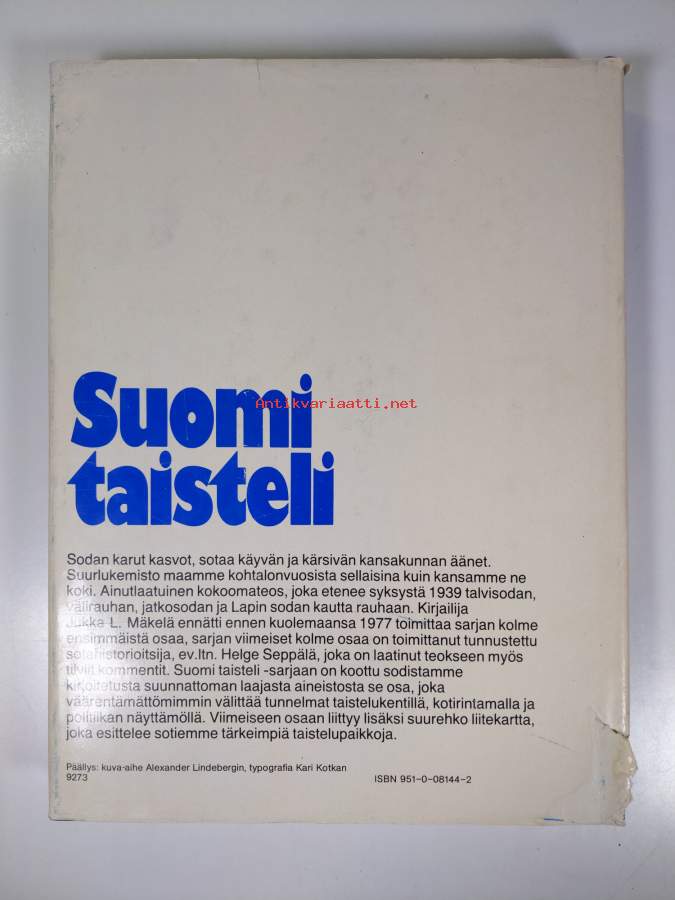 Suomi
Antikvariaatti.net
taisteli
Sodan karut kasvot, sotaa käyvän ja kärsivän kansakunnan äänet.
Suurlukemisto maamme kohtalonvuosista sellaisina kuin kansamme ne
koki. Ainutlaatuinen kokoomateos, joka etenee syksystä 1939 talvisodan,
välirauhan, jatkosodan ja Lapin sodan kautta rauhaan. Kirjailija
Jukka L. Mäkelä ennätti ennen kuolemaansa 1977 toimittaa sarjan kolme
ensimmäistä osaa, sarjan viimeiset kolme osaa on toimittanut tunnustettu
sotahistorioitsija, ev.ltn. Helge Seppälä, joka on laatinut teokseen myös
tiiviit kommentit. Suomi taisteli -sarjaan on koottu sodistamme
kirjoitetusta suunnattoman laajasta aineistosta se osa, joka
väärentämättömimmin välittää tunnelmat taistelukentillä, kotirintamalla ja
politiikan näyttämöllä. Viimeiseen osaan liittyy lisäksi suurehko liitekartta,
joka esittelee sotiemme tärkeimpiä taistelupaikkoja.
Päällys: kuva-aihe Alexander Lindebergin, typografia Kari Kotkan
9273
ISBN 951-0-08144-2